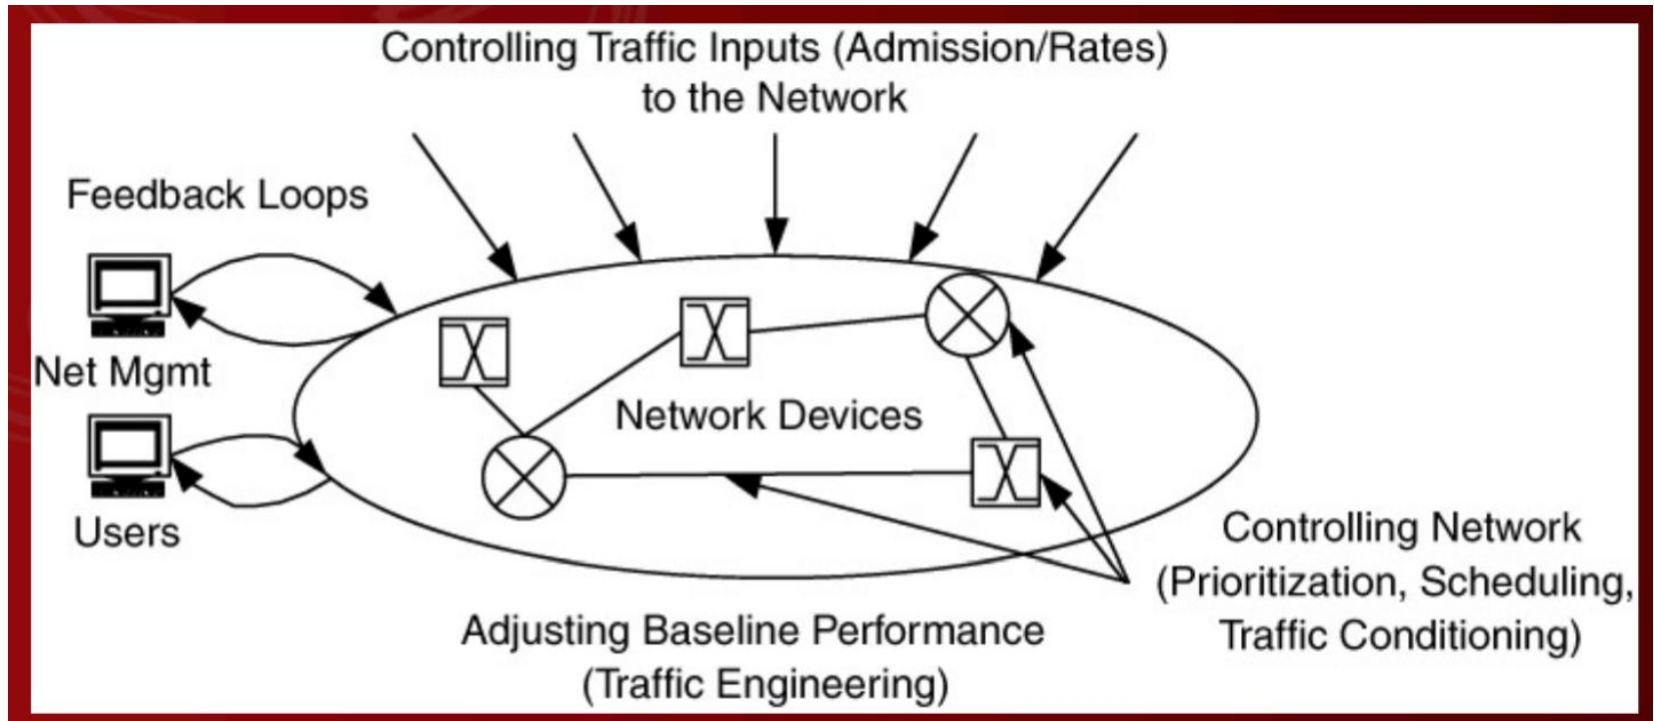 Controlling Traffic Inputs (Admission/Rates)
to the Network
Feedback Loops
Net Mgmt
Network Devices
Users
Controlling Network
(Prioritization, Scheduling,
Traffic Conditioning)
Adjusting Baseline Performance
(Traffic Engineering)